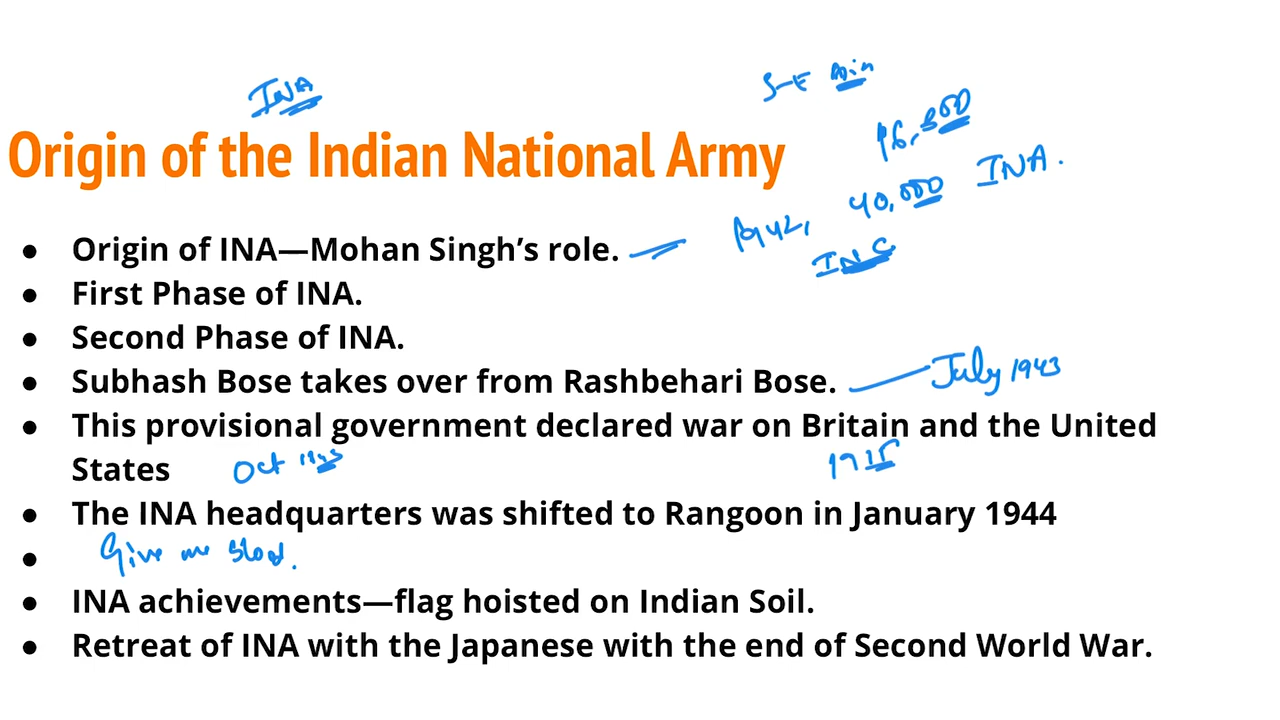 INA
S-E Asia
Origin of the Indian National Army
40,000 INA.
1942,
INC
● Origin of INA—Mohan Singh’s role.
● First Phase of INA.
● Second Phase of INA.
● Subhash Bose takes over from Rashbehari Bose. July 1943
● This provisional government declared war on Britain and the United
States
Oct
● The INA headquarters was shifted to Rangoon in January 1944
● Give me blood.
● INA achievements—flag hoisted on Indian Soil.
● Retreat of INA with the Japanese with the end of Second World War.